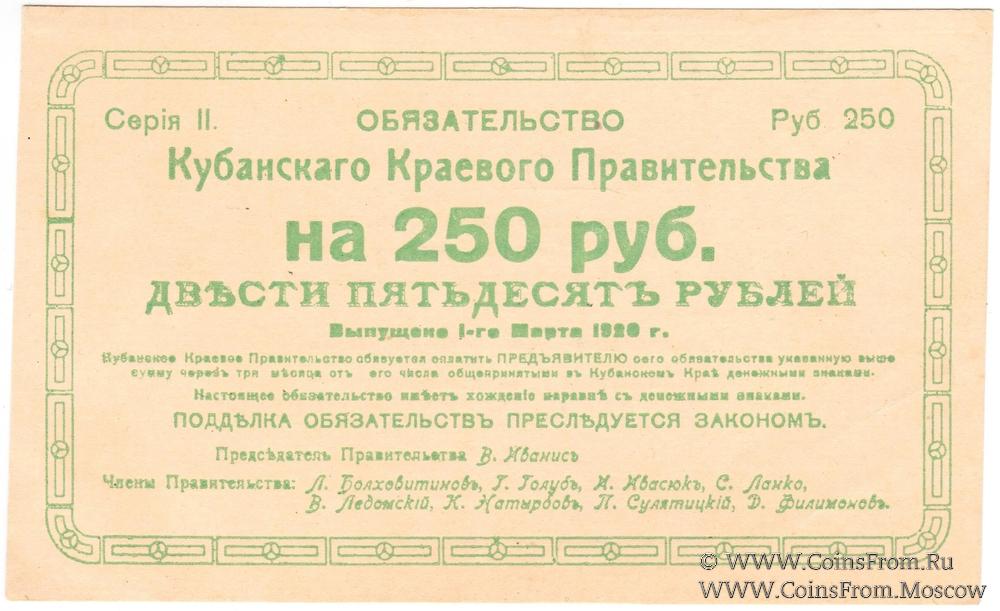 Серія II. ОБЯЗАТЕЛЬСТВО Руб 250
Кубанскаго Краевого Правительства
на 250 руб.
ДВѢСТИ ПЯТЬДЕСЯТЪ РУБЛЕЙ
Выпущено 1-го Марта 1920 г.
Кубанское Краевое Правительство обязуется оплатить ПРЕДЪЯВИТЕЛЮ сего обязательства указанную выше
сумму черезъ три мѣсяца отъ его числа общепринятыми въ Кубанскомъ Краѣ денежными знаками.
Настоящее обязательство имѣетъ хожденіе наравнѣ съ денежными знаками.
ПОДДѢЛКА ОБЯЗАТЕЛЬСТВЪ ПРЕСЛѢДУЕТСЯ ЗАКОНОМЪ.
Предсѣдатель Правительства В. Иванисъ
Члены Правительства: Л. Болховитиновъ, Г. Голубъ, И. Ивасюкъ, С. Ланко,
В. Ледомскій, К. Натырбовъ, П. Сулятицкій, Д. Филимоновъ.
© WWW.CoinsFrom.Ru
WWW.CoinsFrom.Moscow